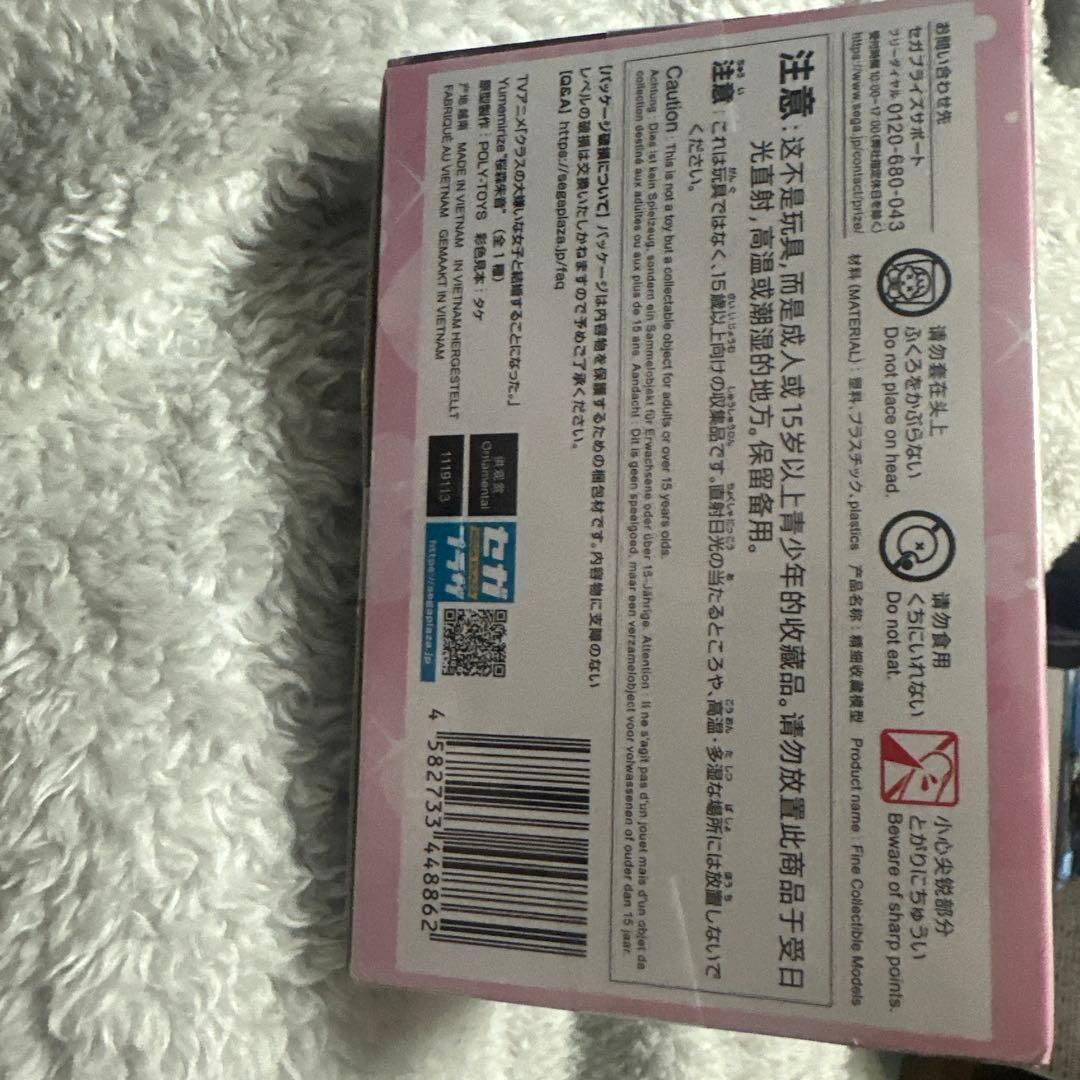 お問い合わせ先
セガプライズサポート
フリーダイヤル 0120-680-043
受付時間 10:00~17:00(弊社指定休日を除く)
https://www.sega.jp/contact/prize/
请勿套在头上
ふくろをかぶらない
Do not place on head.
请勿食用
くちにいれない
Do not eat.
小心尖锐部分
とがりにちゅうい
Beware of sharp points.
材料 (MATERIAL)：塑料、プラスチック、plastics 产品名称：精细收藏模型 Product name Fine Collectible Models
注意：这不是玩具,而是成人或15岁以上青少年的收藏品。请勿放置此商品于受日
光直射,高温或潮湿的地方。保留备用。
注意：これは玩具ではなく、15歳以上向けの収集品です。直射日光の当たるところや、高温・多湿な場所には放置しないで
ください。
Caution : This is not a toy but a collectable object for adults or over 15 years olds.
Achtung : Dies ist kein Spielzeug, sondern ein Sammelobjekt für Erwachsene oder über 15-Jährige. Attention : Il ne s'agit pas d'un jouet mais d'un objet de
collection destiné aux adultes ou aux plus de 15 ans. Aandacht : Dit is geen speelgoed, maar een verzamelobject voor volwassenen of ouder dan 15 jaar.
【パッケージ破損について】パッケージは内容物を保護するための梱包材です。内容物に支障のない
レベルの破損は交換いたしかねますので予めご了承ください。
【Q&A】https://segaplaza.jp/faq
TVアニメ「クラスの大嫌いな女子と結婚することになった。」
Yumemirize"桜森朱音" (全1種)
原型製作：POLY-TOYS 彩色見本：タケ
产地 越南 MADE IN VIETNAM IN VIETNAM HERGESTELLT
FABRIQUÉ AU VIETNAM GEMAAKT IN VIETNAM
供观赏
Ornamental
1119113
セガ
プラザ
https://segaplaza.jp
4 582733 448862